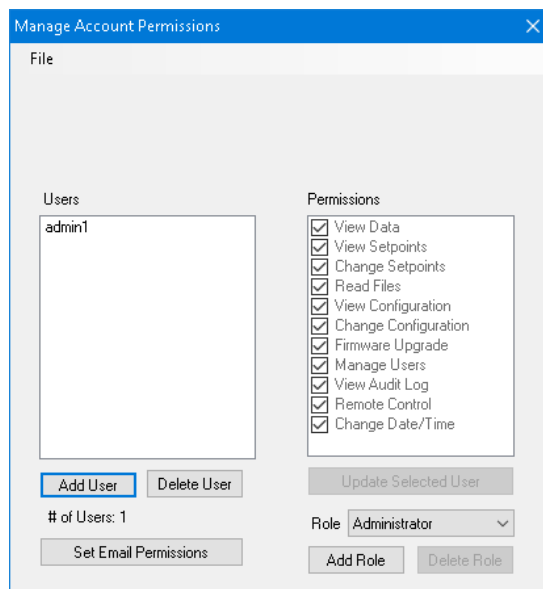 Manage Account Permissions
File
Users
admin1
Add User
Delete User
# of Users: 1
Set Email Permissions
Permissions
View Data
View Setpoints
Change Setpoints
Read Files
View Configuration
Change Configuration
Firmware Upgrade
Manage Users
View Audit Log
Remote Control
Change Date/Time
Update Selected User
Role Administrator
Add Role
Delete Role